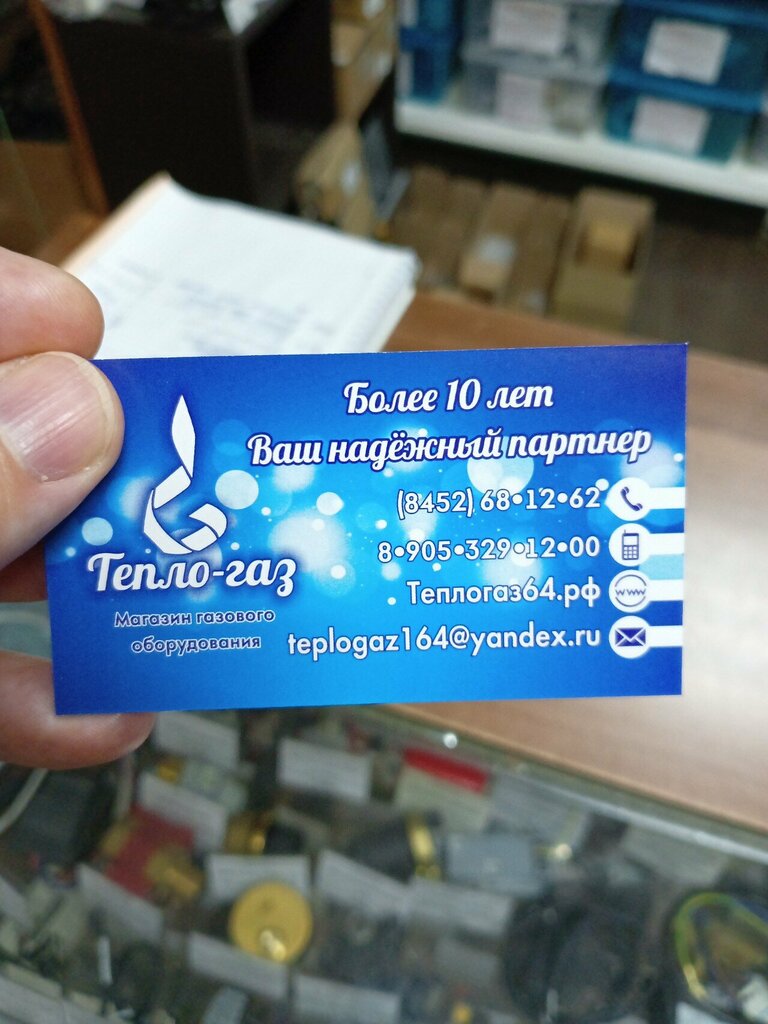 Более 10 лет
Ваш надёжный партнер
(8452) 68•12•62
8•905•329•12•00
Теплогаз64.рф
www
teplogaz164@yandex.ru
Тепло-газ
Магазин газового
оборудования